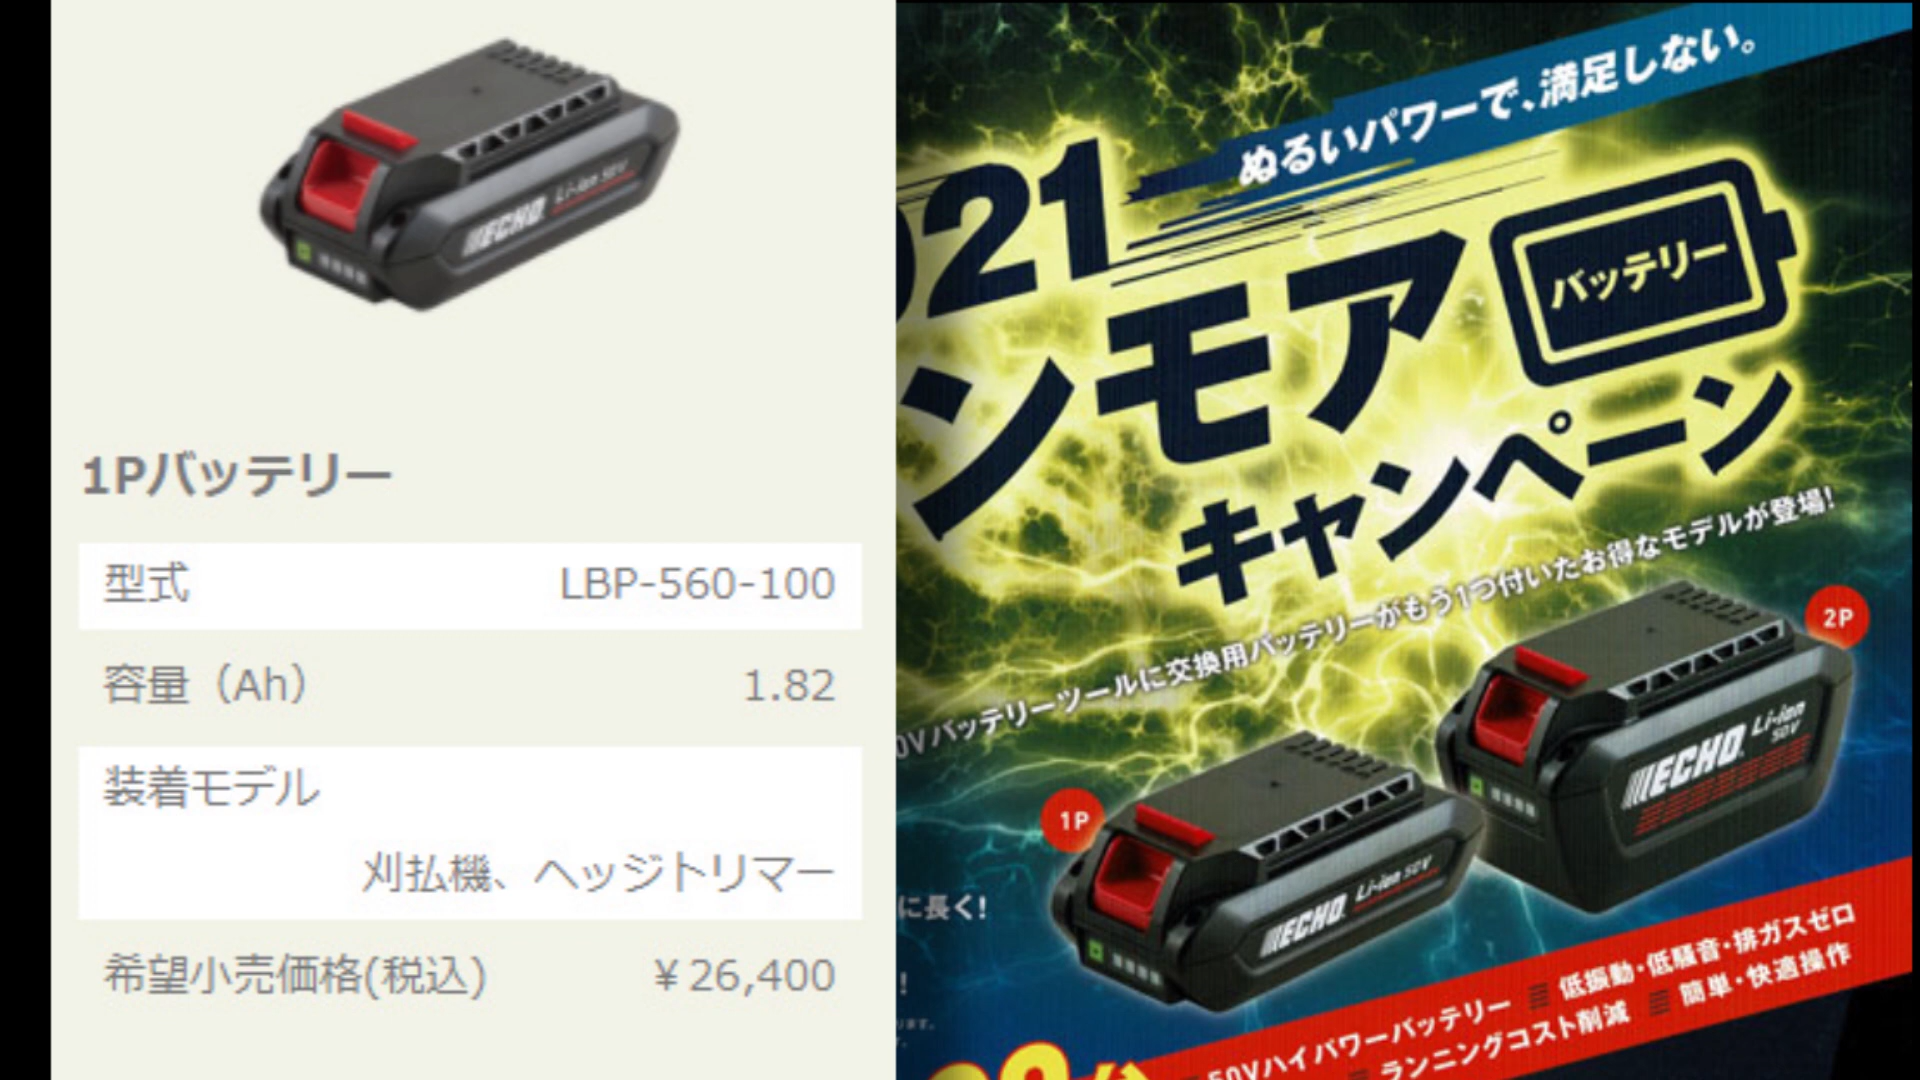 ECHO Li-ion 50V
1Pバッテリー
型式 LBP-560-100
容量（Ah） 1.82
装着モデル
刈払機、ヘッジトリマー
希望小売価格(税込) ￥26,400
ぬるいパワーで、満足しない。
21
ンモア
バッテリー
キャンペーン
0Vバッテリーツールに交換用バッテリーがもう1つ付いたお得なモデルが登場!
2P
ECHO Li-ion 50V
1P
ECHO Li-ion 50V
に長く!
!
低振動・低騒音・排ガスゼロ
50Vハイパワーバッテリー
簡単・快適操作
ランニングコスト削減